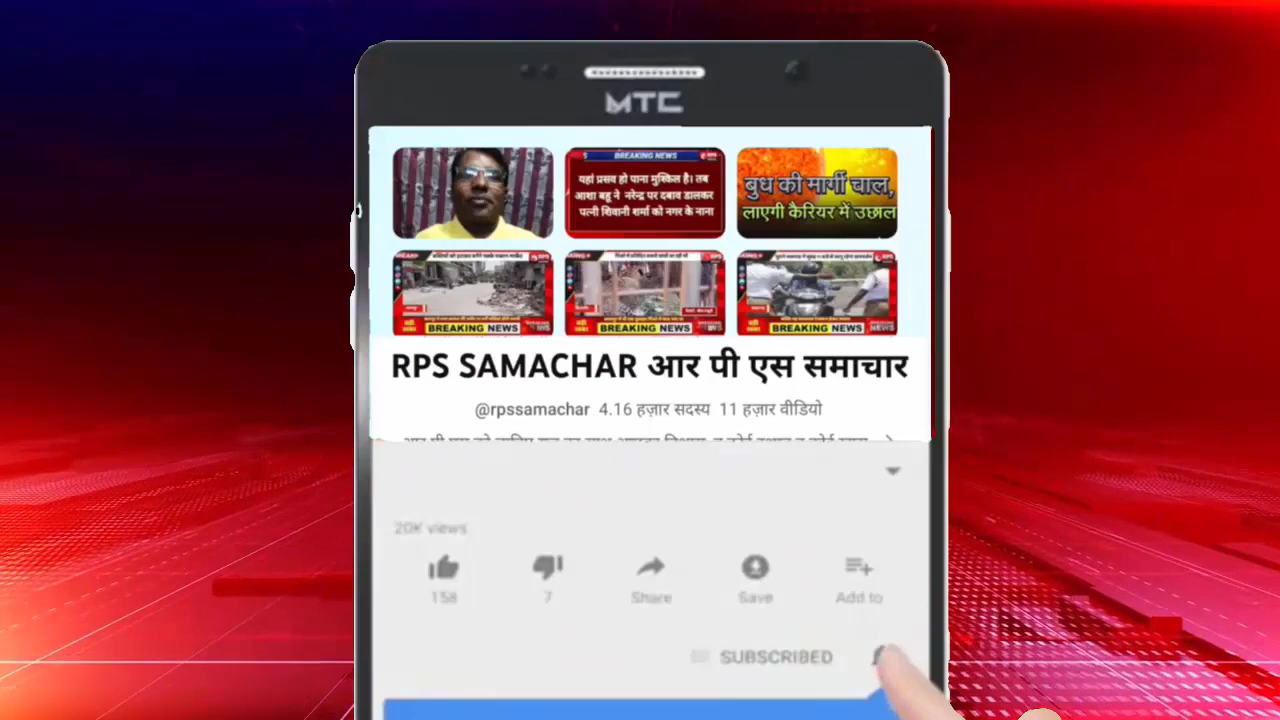 MTC
BREAKING NEWS
यहां प्रसव हो पाना मुश्किल है। तब
आशा बहू ने नरेन्द्र पर दबाव डालकर
पत्नी शिवानी शर्मा को नगर के नाना
बुध की मार्गी चाल,
लाएगी कैरियर में उछाल
BREAKING NEWS
BREAKING NEWS
BREAKING NEWS
RPS SAMACHAR आर पी एस समाचार
@rpssamachar 4.16 हज़ार सदस्य 11 हज़ार वीडियो
20K views
158
7
Share
Save
Add to
SUBSCRIBED